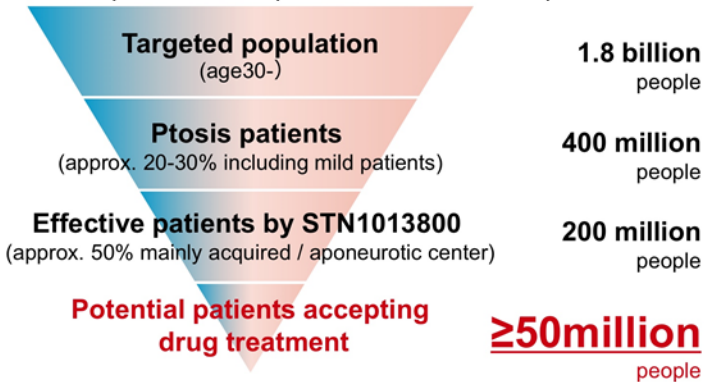 Targeted population
(age30-)
1.8 billion
people
Ptosis patients
(approx. 20-30% including mild patients)
400 million
people
Effective patients by STN1013800
(approx. 50% mainly acquired / aponeurotic center)
200 million
people
Potential patients accepting
drug treatment
≥50million
people